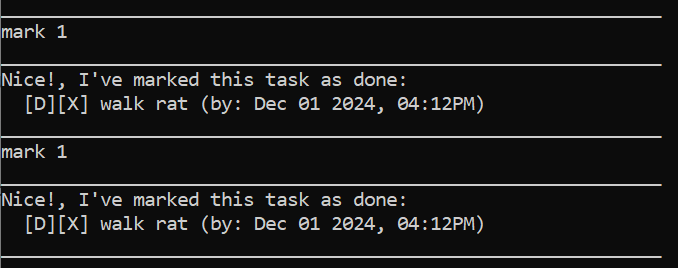 mark 1
Nice!, I've marked this task as done:
[D][X] walk rat (by: Dec 01 2024, 04:12PM)
mark 1
Nice!, I've marked this task as done:
[D][X] walk rat (by: Dec 01 2024, 04:12PM)